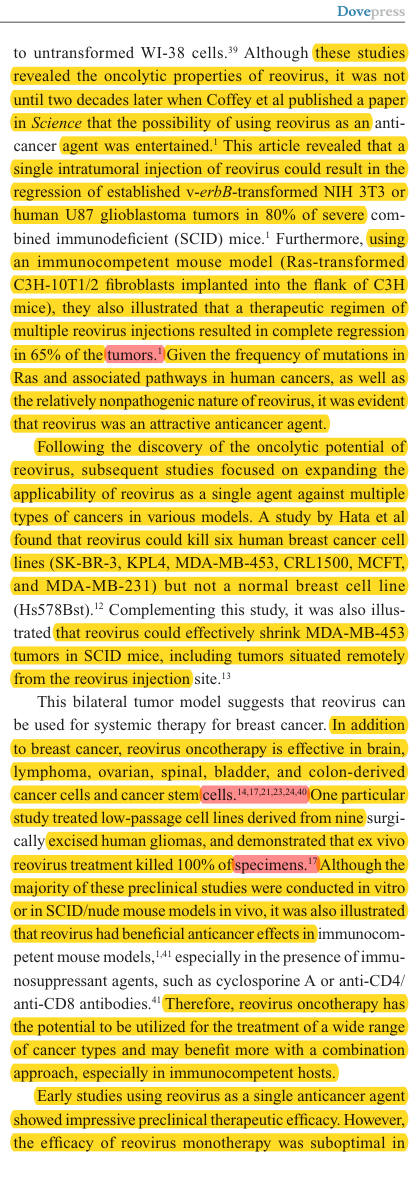 Dovepress
to untransformed WI-38 cells.39 Although these studies
revealed the oncolytic properties of reovirus, it was not
until two decades later when Coffey et al published a paper
in Science that the possibility of using reovirus as an anti-
cancer agent was entertained.1 This article revealed that a
single intratumoral injection of reovirus could result in the
regression of established v-erbB-transformed NIH 3T3 or
human U87 glioblastoma tumors in 80% of severe com-
bined immunodeficient (SCID) mice.1 Furthermore, using
an immunocompetent mouse model (Ras-transformed
C3H-10T1/2 fibroblasts implanted into the flank of C3H
mice), they also illustrated that a therapeutic regimen of
multiple reovirus injections resulted in complete regression
in 65% of the tumors.1 Given the frequency of mutations in
Ras and associated pathways in human cancers, as well as
the relatively nonpathogenic nature of reovirus, it was evident
that reovirus was an attractive anticancer agent.
Following the discovery of the oncolytic potential of
reovirus, subsequent studies focused on expanding the
applicability of reovirus as a single agent against multiple
types of cancers in various models. A study by Hata et al
found that reovirus could kill six human breast cancer cell
lines (SK-BR-3, KPL4, MDA-MB-453, CRL1500, MCFT,
and MDA-MB-231) but not a normal breast cell line
(Hs578Bst).12 Complementing this study, it was also illus-
trated that reovirus could effectively shrink MDA-MB-453
tumors in SCID mice, including tumors situated remotely
from the reovirus injection site.13
This bilateral tumor model suggests that reovirus can
be used for systemic therapy for breast cancer. In addition
to breast cancer, reovirus oncotherapy is effective in brain,
lymphoma, ovarian, spinal, bladder, and colon-derived
cancer cells and cancer stem cells.14,17,21,23,24,40 One particular
study treated low-passage cell lines derived from nine surgi-
cally excised human gliomas, and demonstrated that ex vivo
reovirus treatment killed 100% of specimens.17 Although the
majority of these preclinical studies were conducted in vitro
or in SCID/nude mouse models in vivo, it was also illustrated
that reovirus had beneficial anticancer effects in immunocom-
petent mouse models,1,41 especially in the presence of immu-
nosuppressant agents, such as cyclosporine A or anti-CD4/
anti-CD8 antibodies.41 Therefore, reovirus oncotherapy has
the potential to be utilized for the treatment of a wide range
of cancer types and may benefit more with a combination
approach, especially in immunocompetent hosts.
Early studies using reovirus as a single anticancer agent
showed impressive preclinical therapeutic efficacy. However,
the efficacy of reovirus monotherapy was suboptimal in